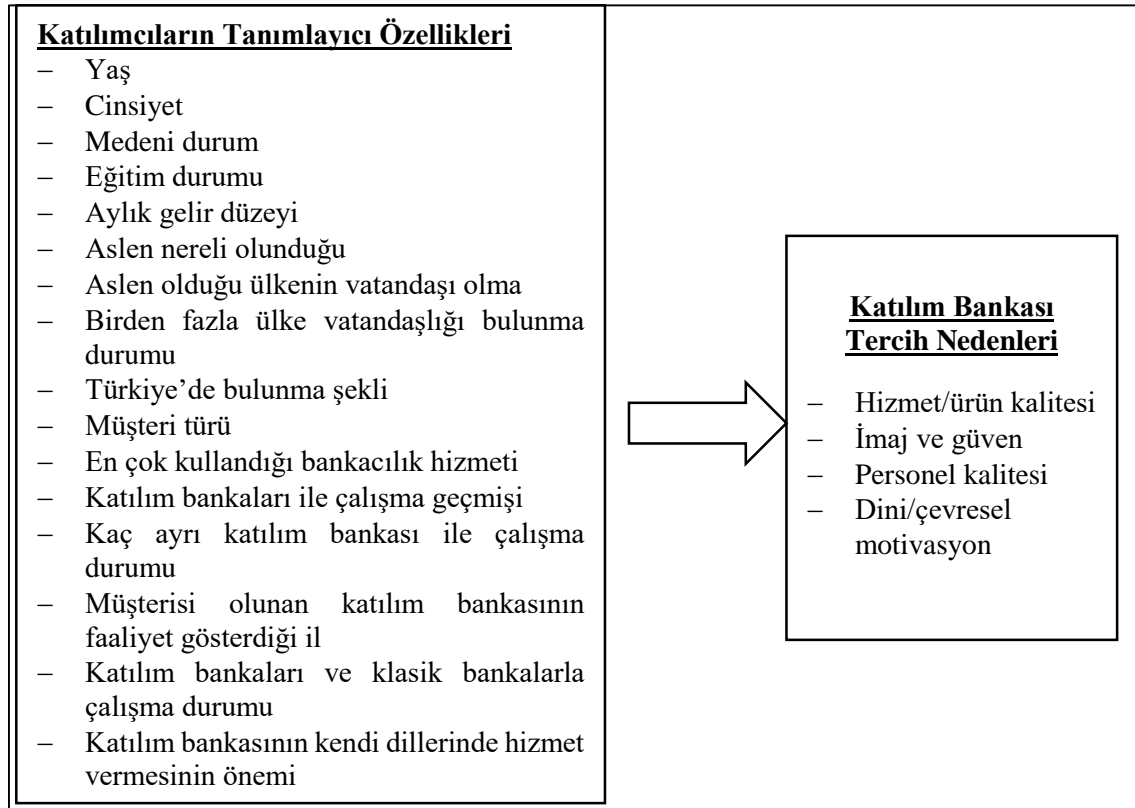 Katılımcıların Tanımlayıcı Özellikleri
− Yaş
− Cinsiyet
− Medeni durum
− Eğitim durumu
− Aylık gelir düzeyi
− Aslen nereli olunduğu
− Aslen olduğu ülkenin vatandaşı olma
− Birden fazla ülke vatandaşlığı bulunma
durumu
− Türkiye’de bulunma şekli
− Müşteri türü
− En çok kullandığı bankacılık hizmeti
− Katılım bankaları ile çalışma geçmişi
− Kaç ayrı katılım bankası ile çalışma
durumu
− Müşterisi olunan katılım bankasının
faaliyet gösterdiği il
− Katılım bankaları ve klasik bankalarla
çalışma durumu
− Katılım bankasının kendi dillerinde hizmet
vermesinin önemi
Katılım Bankası
Tercih Nedenleri
− Hizmet/ürün kalitesi
− İmaj ve güven
− Personel kalitesi
− Dini/çevresel
motivasyon